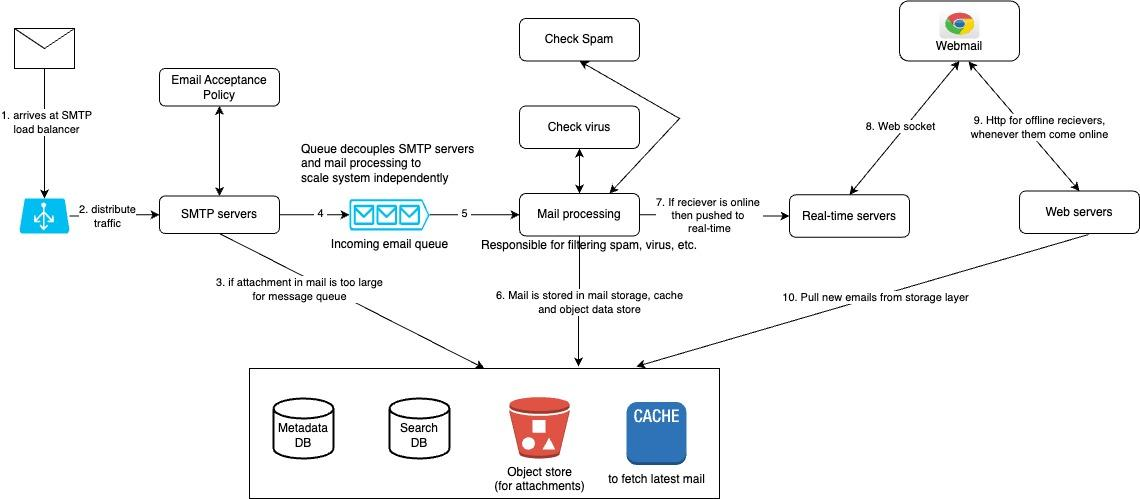 Check Spam
Webmail
Email Acceptance
Policy
1. arrives at SMTP
load balancer
Check virus
8. Web socket
9. Http for offline recievers,
whenever them come online
Queue decouples SMTP servers
and mail processing to
scale system independently
2. distribute
traffic
SMTP servers
4
5
Mail processing
7. If reciever is online
then pushed to
real-time
Real-time servers
Web servers
Incoming email queue
Responsible for filtering spam, virus, etc.
3. if attachment in mail is too large
for message queue
6. Mail is stored in mail storage, cache
and object data store
10. Pull new emails from storage layer
Metadata
DB
Search
DB
Object store
(for attachments)
CACHE
to fetch latest mail